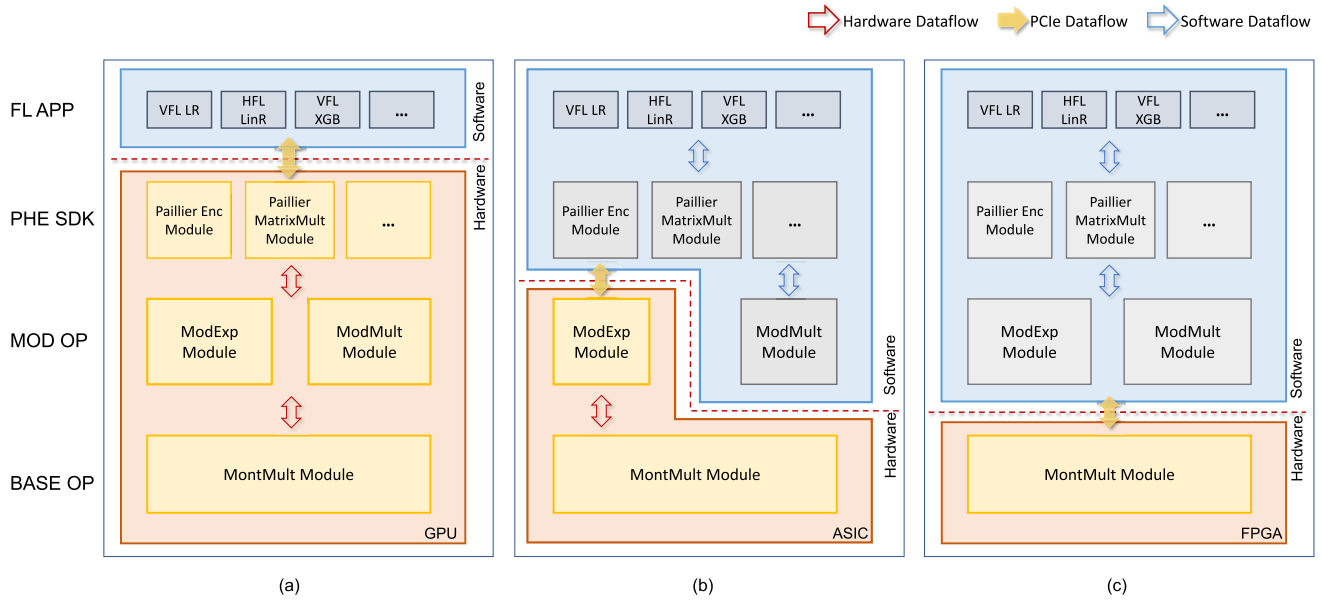 Hardware Dataflow
PCIe Dataflow
Software Dataflow
FL APP
PHE SDK
MOD OP
BASE OP
VFL LR
HFL
LinR
VFL
XGB
...
Software
Hardware
Paillier Enc
Module
Paillier
MatrixMult
Module
...
ModExp
Module
ModMult
Module
MontMult Module
GPU
(a)
VFL LR
HFL
LinR
VFL
XGB
...
Paillier Enc
Module
Paillier
MatrixMult
Module
...
ModExp
Module
ModMult
Module
Software
Hardware
MontMult Module
ASIC
(b)
VFL LR
HFL
LinR
VFL
XGB
...
Paillier Enc
Module
Paillier
MatrixMult
Module
...
ModExp
Module
ModMult
Module
Software
Hardware
MontMult Module
FPGA
(c)